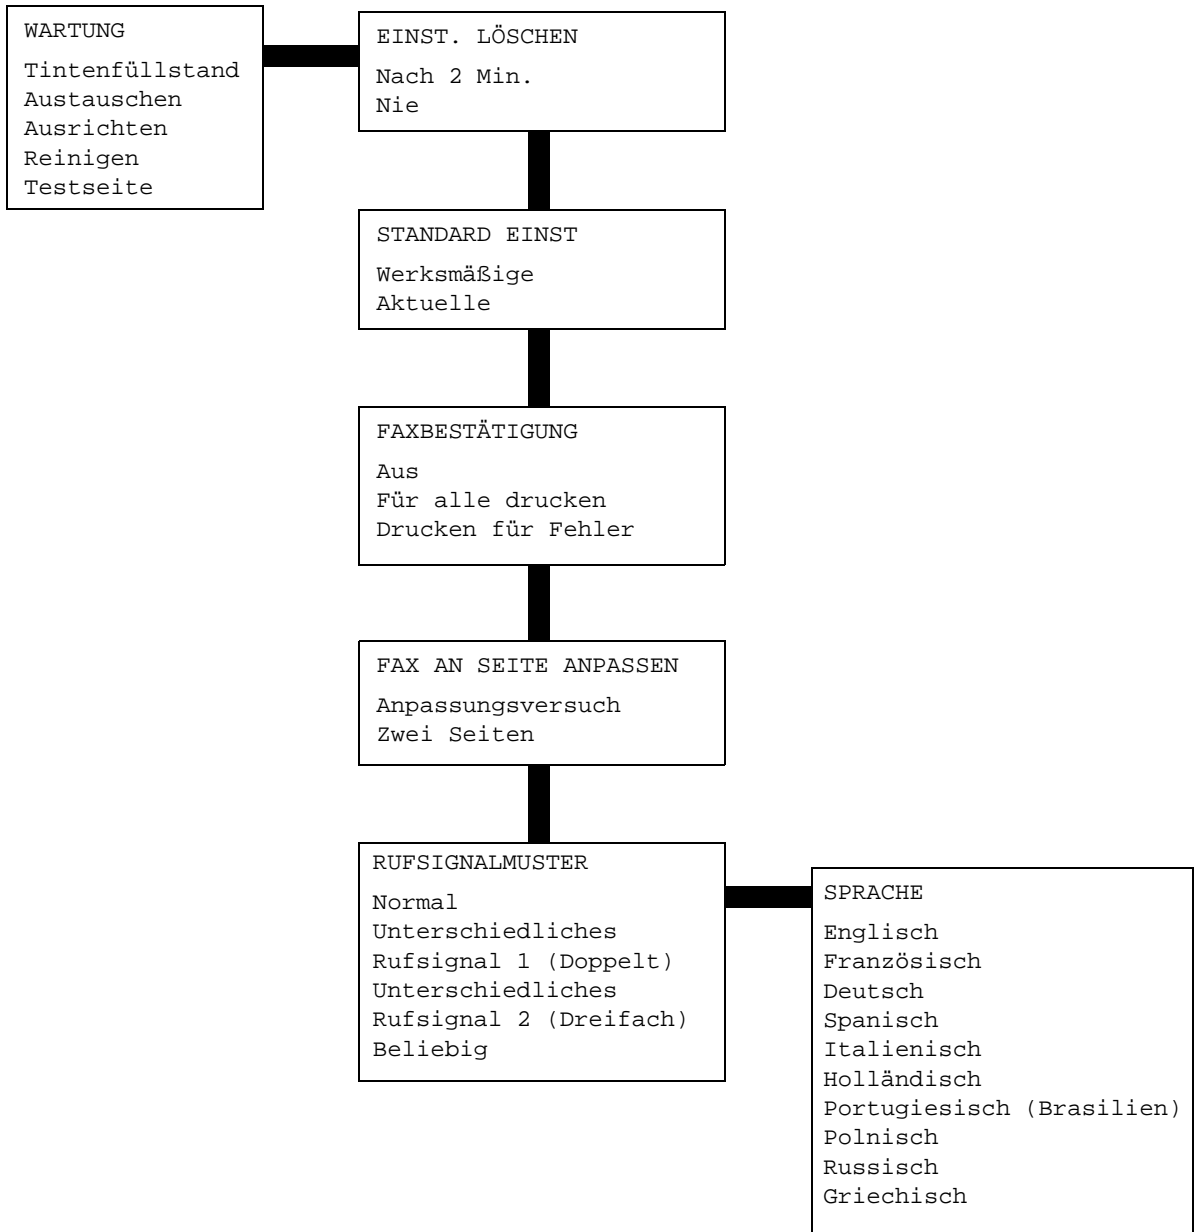 WARTUNG
Tintenfüllstand
Austauschen
Ausrichten
Reinigen
Testseite
EINST. LÖSCHEN
Nach 2 Min.
Nie
STANDARD EINST
Werksmäßige
Aktuelle
FAXBESTÄTIGUNG
Aus
Für alle drucken
Drucken für Fehler
FAX AN SEITE ANPASSEN
Anpassungsversuch
Zwei Seiten
RUFSIGNALMUSTER
Normal
Unterschiedliches
Rufsignal 1 (Doppelt)
Unterschiedliches
Rufsignal 2 (Dreifach)
Beliebig
SPRACHE
Englisch
Französisch
Deutsch
Spanisch
Italienisch
Holländisch
Portugiesisch (Brasilien)
Polnisch
Russisch
Griechisch